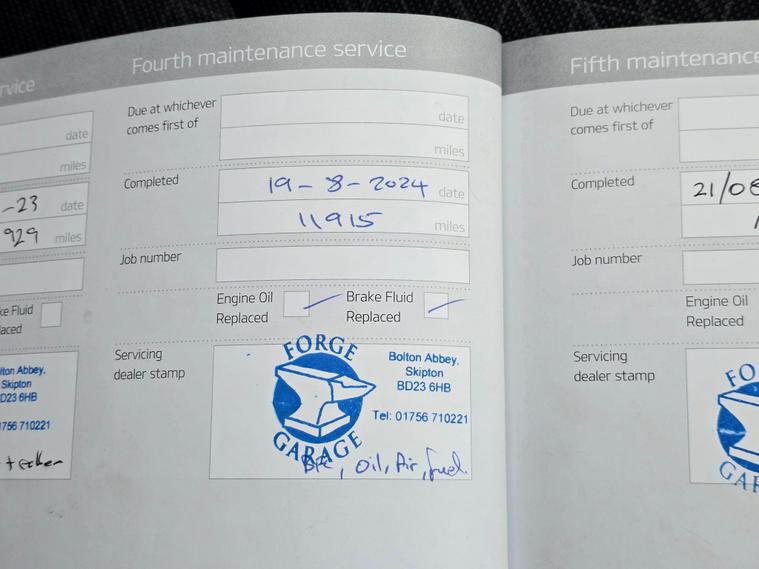 rvice
date
miles
-23 date
929 miles
ke Fluid
laced
lton Abbey,
Skipton
D23 6HB
1756 710221
Fourth maintenance service
Due at whichever
comes first of
date
miles
Completed
19-8-2024 date
11915 miles
Job number
Engine Oil
Replaced
Brake Fluid
Replaced
Servicing
dealer stamp
FORGE
GARAGE
Bolton Abbey,
Skipton
BD23 6HB
Tel: 01756 710221
, Oil, Air, fuel.
Fifth maintenance
Due at whichever
comes first of
Completed
21/08
Job number
Engine Oil
Replaced
Servicing
dealer stamp
FO
GAR